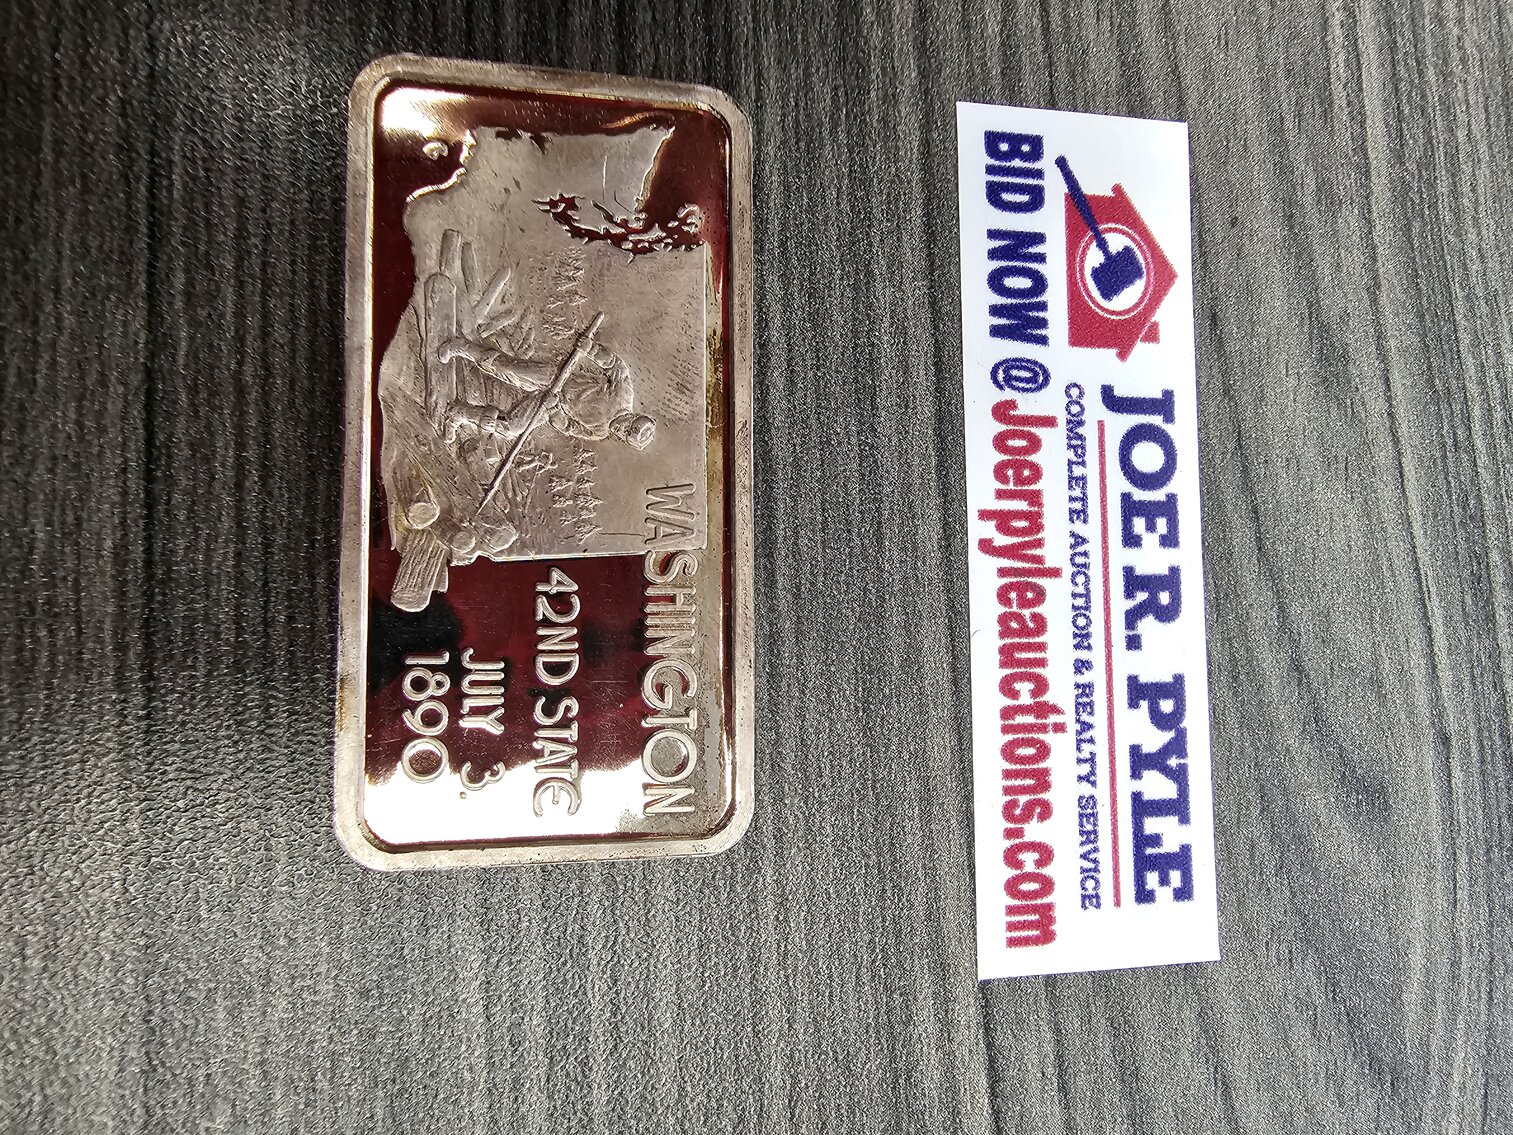 WASHINGTON
42ND STATE
JULY 3
1890
JOE R. PYLE
COMPLETE AUCTION & REALTY SERVICE
BID NOW @ Joerpyleauctions.com